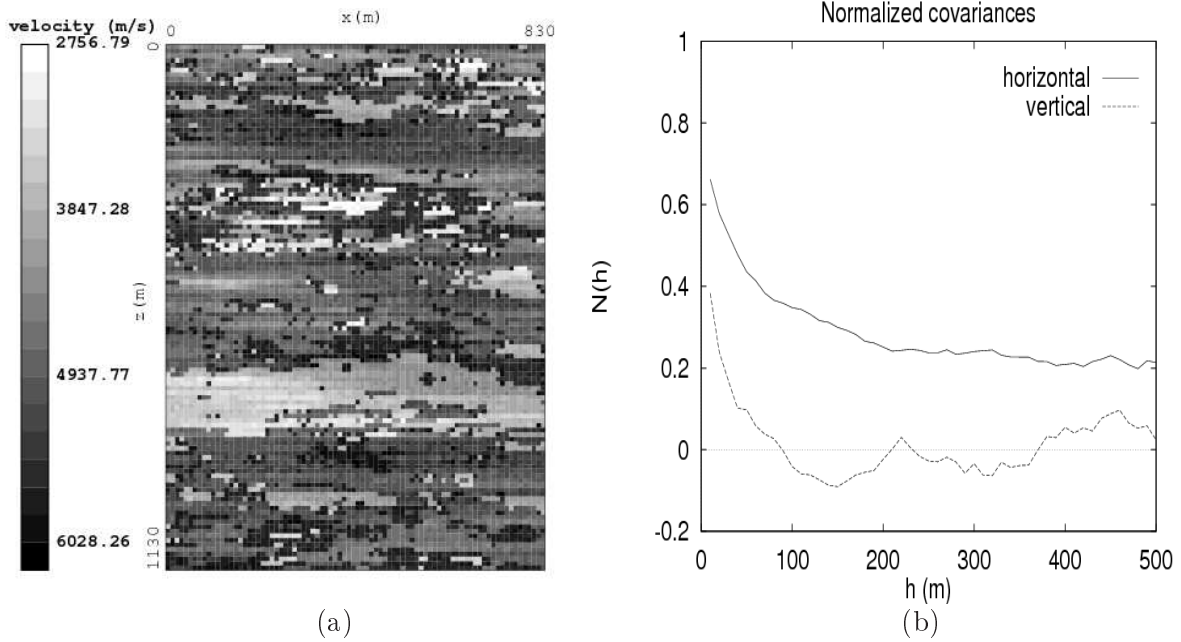 x(m)
velocity (m/s)
0
830
2756.79
3847.28
4937.77
6028.26
0
z(m)
1130
(a)
Normalized covariances
horizontal
vertical
1
0.8
0.6
0.4
0.2
0
-0.2
N(h)
0
100
200
300
400
500
h (m)
(b)